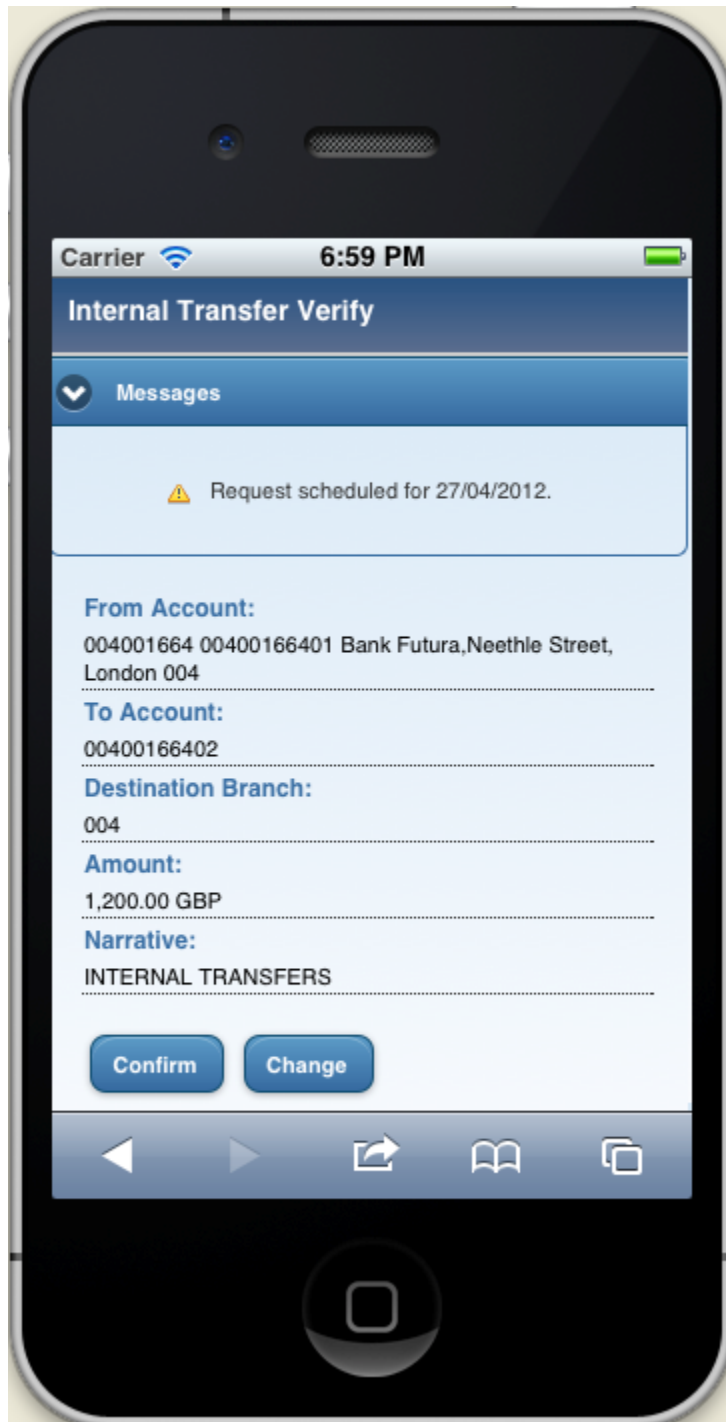 Carrier 6:59 PM
Internal Transfer Verify
Messages
Request scheduled for 27/04/2012.
From Account:
004001664 00400166401 Bank Futura,Neethle Street,
London 004
To Account:
00400166402
Destination Branch:
004
Amount:
1,200.00 GBP
Narrative:
INTERNAL TRANSFERS
Confirm Change